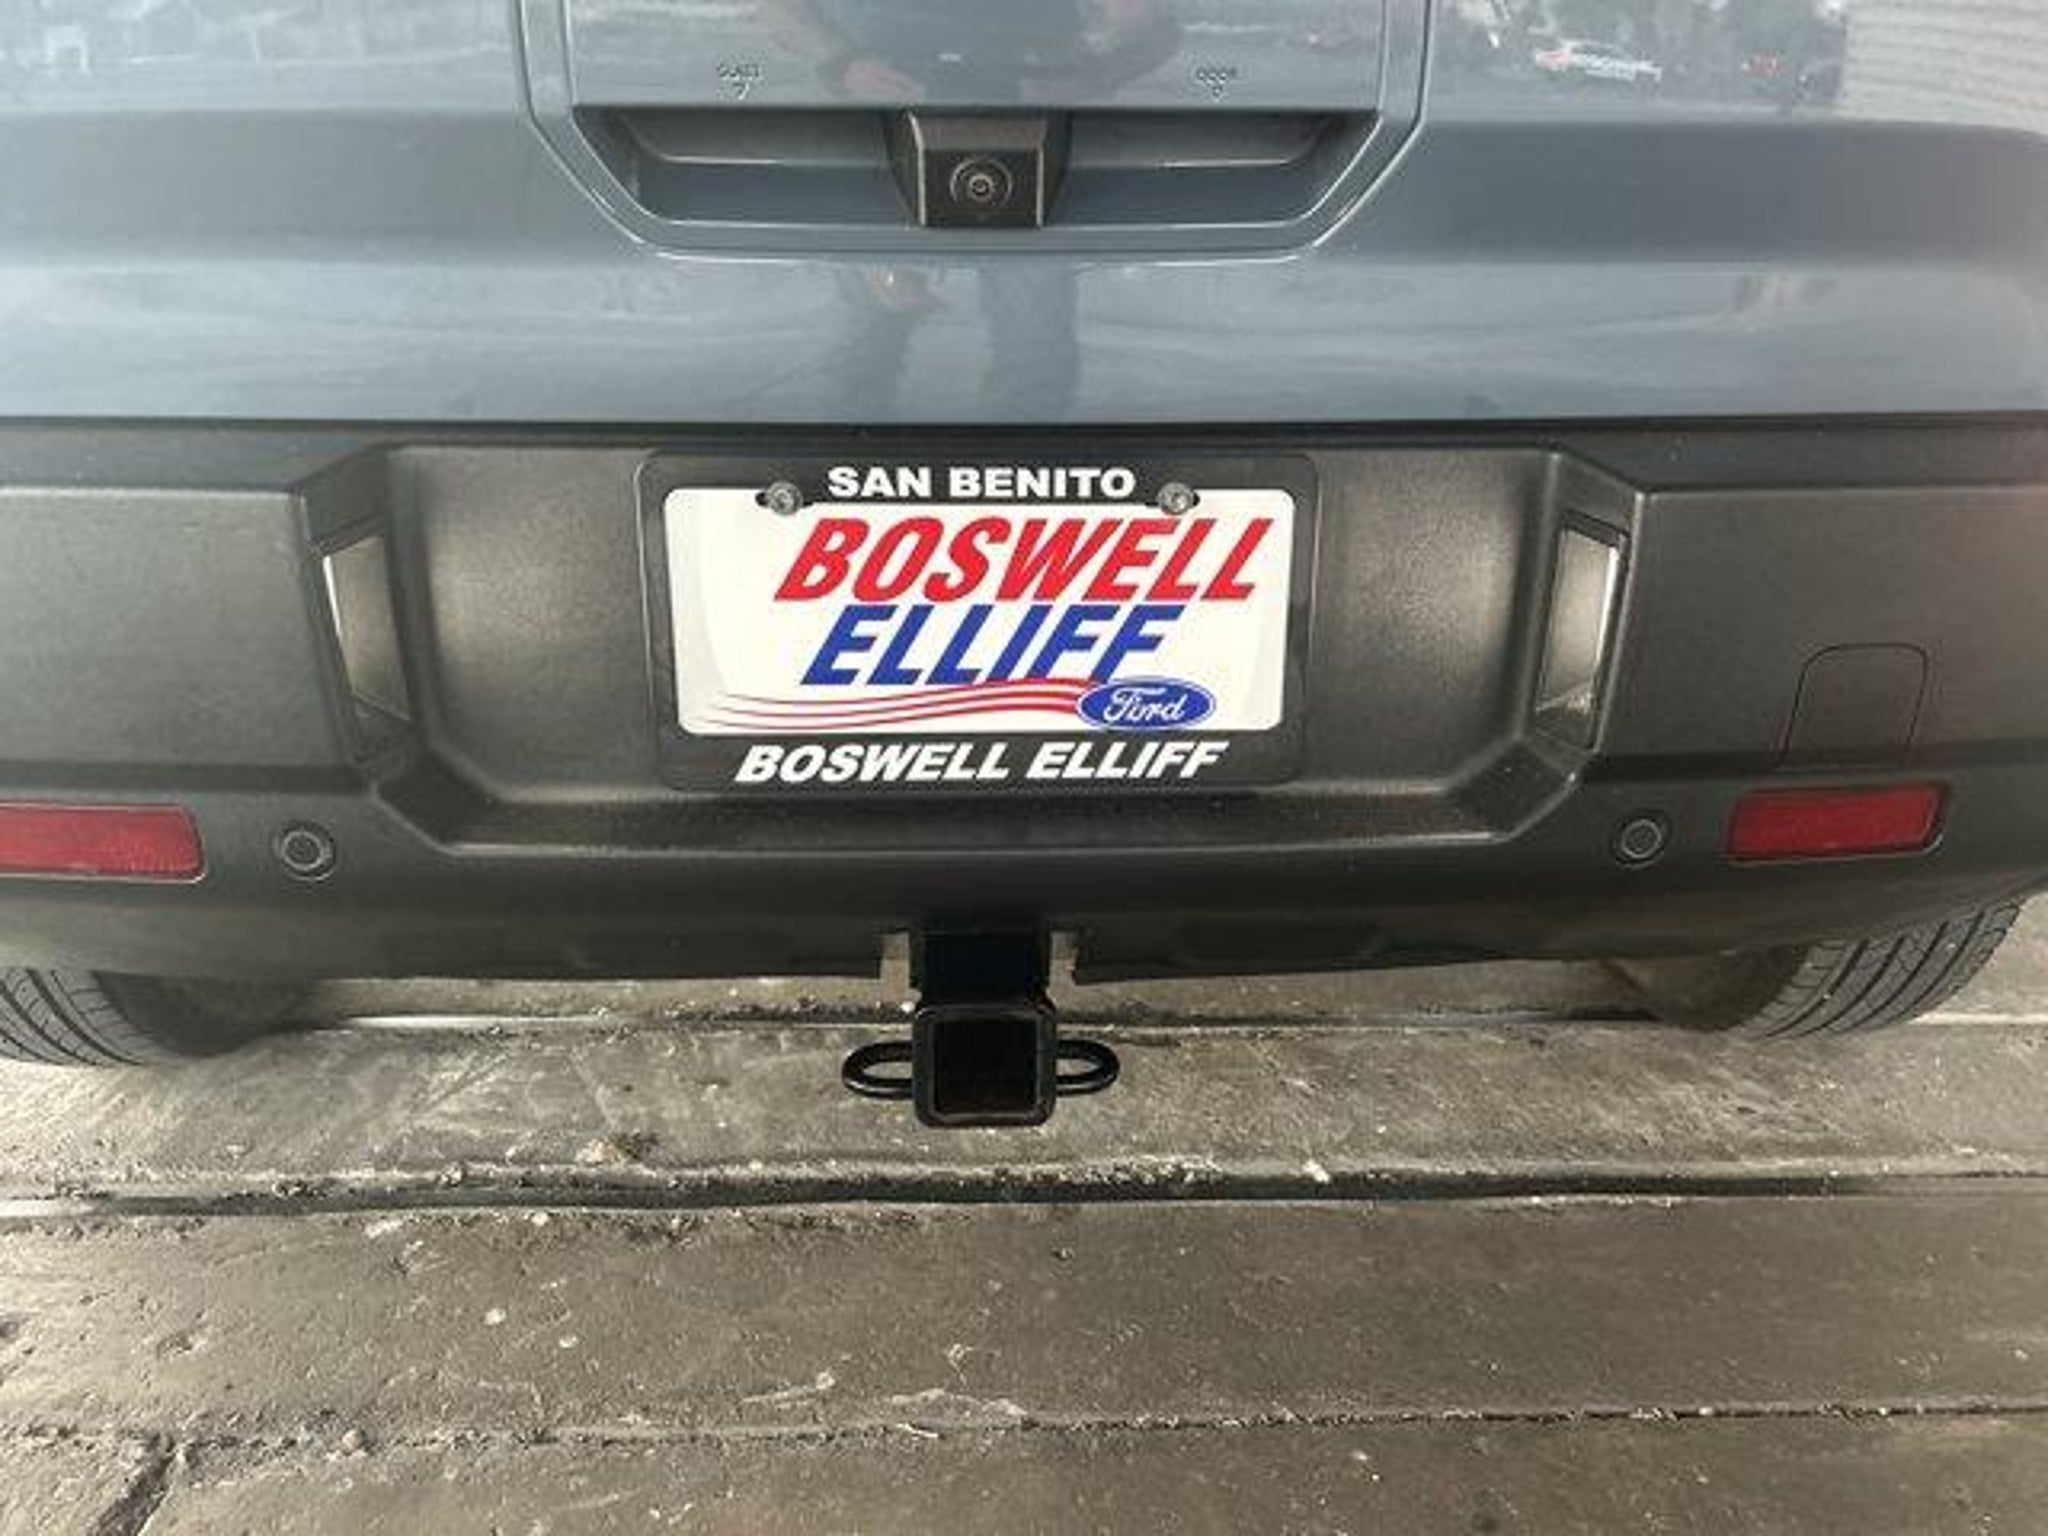 SAN BENITO
BOSWELL
ELLIFF
Ford
BOSWELL ELLIFF